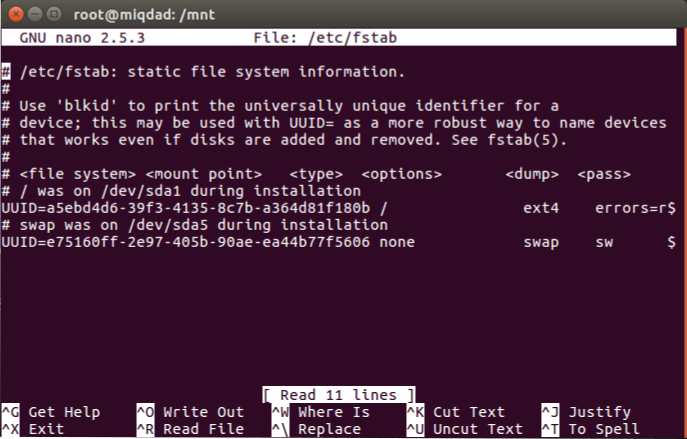 root@miqdad: /mnt
GNU nano 2.5.3 File: /etc/fstab
# /etc/fstab: static file system information.
#
# Use 'blkid' to print the universally unique identifier for a
# device; this may be used with UUID= as a more robust way to name devices
# that works even if disks are added and removed. See fstab(5).
#
# <file system> <mount point>   <type>  <options>       <dump>  <pass>
# / was on /dev/sda1 during installation
UUID=a5ebd4d6-39f3-4135-8c7b-a364d81f180b /               ext4    errors=r$
# swap was on /dev/sda5 during installation
UUID=e75160ff-2e97-405b-90ae-ea44b77f5606 none            swap    sw      $
[ Read 11 lines ]
^G Get Help ^O Write Out ^W Where Is ^K Cut Text ^J Justify
^X Exit ^R Read File ^\ Replace ^U Uncut Text ^T To Spell